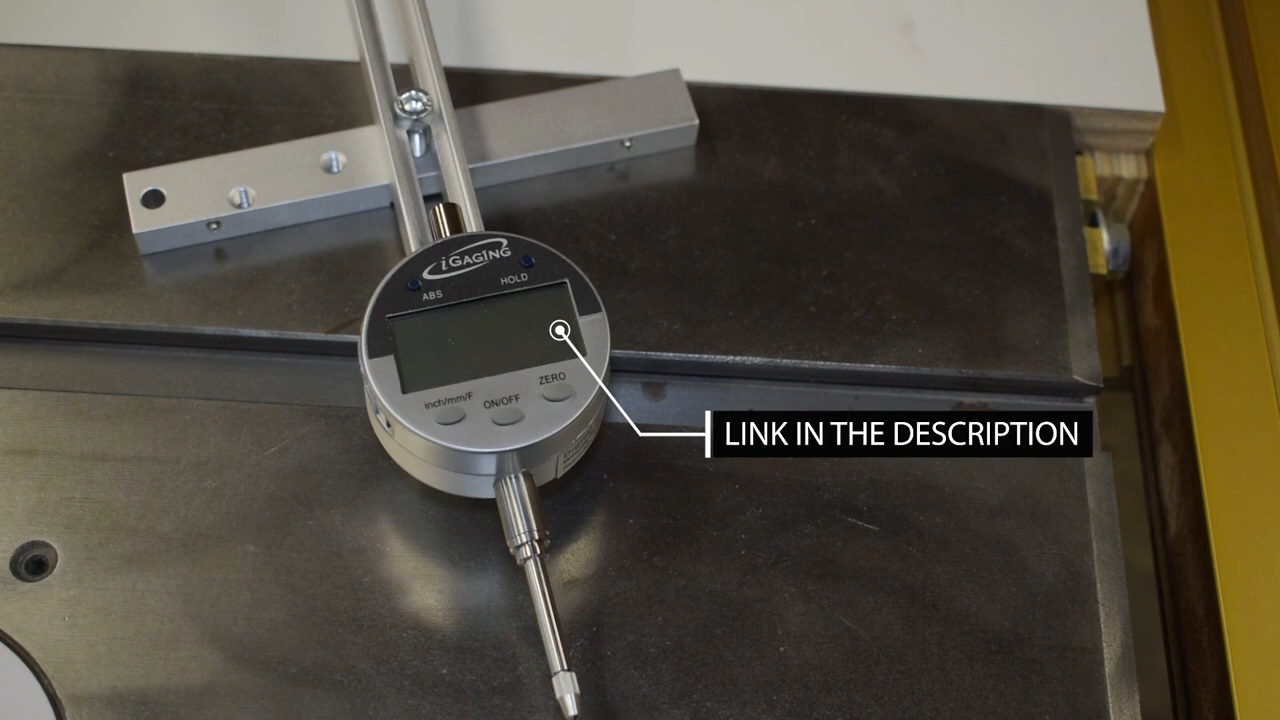 iGAGING
ABS
HOLD
inch/mm/F
ON/OFF
ZERO
LINK IN THE DESCRIPTION